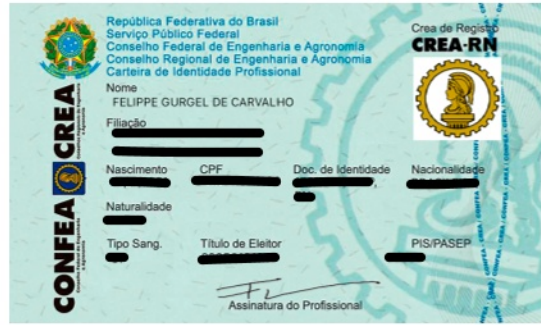 República Federativa do Brasil
Serviço Público Federal
Conselho Federal de Engenharia e Agronomia
Conselho Regional de Engenharia e Agronomia
Carteira de Identidade Profissional
Crea de Registro
CREA-RN
Nome
FELIPPE GURGEL DE CARVALHO
Filiação
Nascimento CPF Doc. de Identidade Nacionalidade
Naturalidade
Tipo Sang. Título de Eleitor PIS/PASEP
Assinatura do Profissional
CONFEA CREA